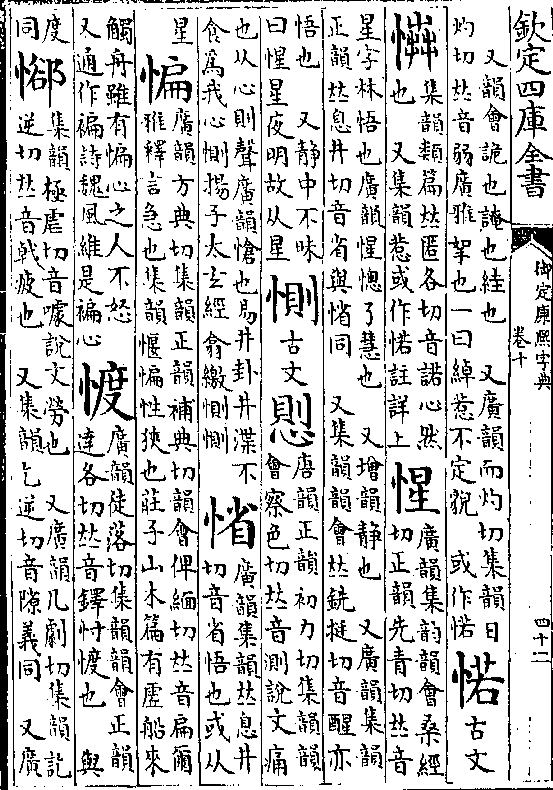 欽定四庫全書
御定康熙字典
卷十
四十二
又韻會詭也諈也絓也 又廣韻而灼切集韻日
灼切𠀤音弱廣雅挐也一曰綽惹不定貌 或作
古文
集韻類篇𠀤匿各切音諾心然
也 又集韻惹或作 註詳上
惺
廣韻集韵韻會桑經
切正韻先青切𠀤音
星字林悟也廣韻惺憁了慧也 又增韻靜也 又廣韻集韻
正韻𠀤息井切音省與㥠同 又集韻韻會𠀤銑挺切音醒亦
悟也 又静中不昧
曰惺星夜明故从星
惻
古文
唐韻正韻初力切集韻韻
會察色切𠀤音測說文痛
也从心則聲廣韻愴也易井卦井渫不
食爲我心惻揚子太玄經翕繳惻惻
㥠
廣韻集韻𠀤息井
切音省悟也或从
星
惼
廣韻方典切集韻正韻補典切韻會俾緬切𠀤音扁爾
雅釋言急也集韻愝惼性狹也莊子山木篇有虛船來
觸舟雖有惼心之人不怒
又通作褊詩魏風維是褊心
廣韻徒落切集韻韻會正韻
達各切𠀤音鐸忖 也 與
度
同
㥛
集韻極虐切音噱說文勞也 又廣韻几劇切集韻訖
逆切𠀤音戟疲也 又集韻乞逆切音隙義同 又廣